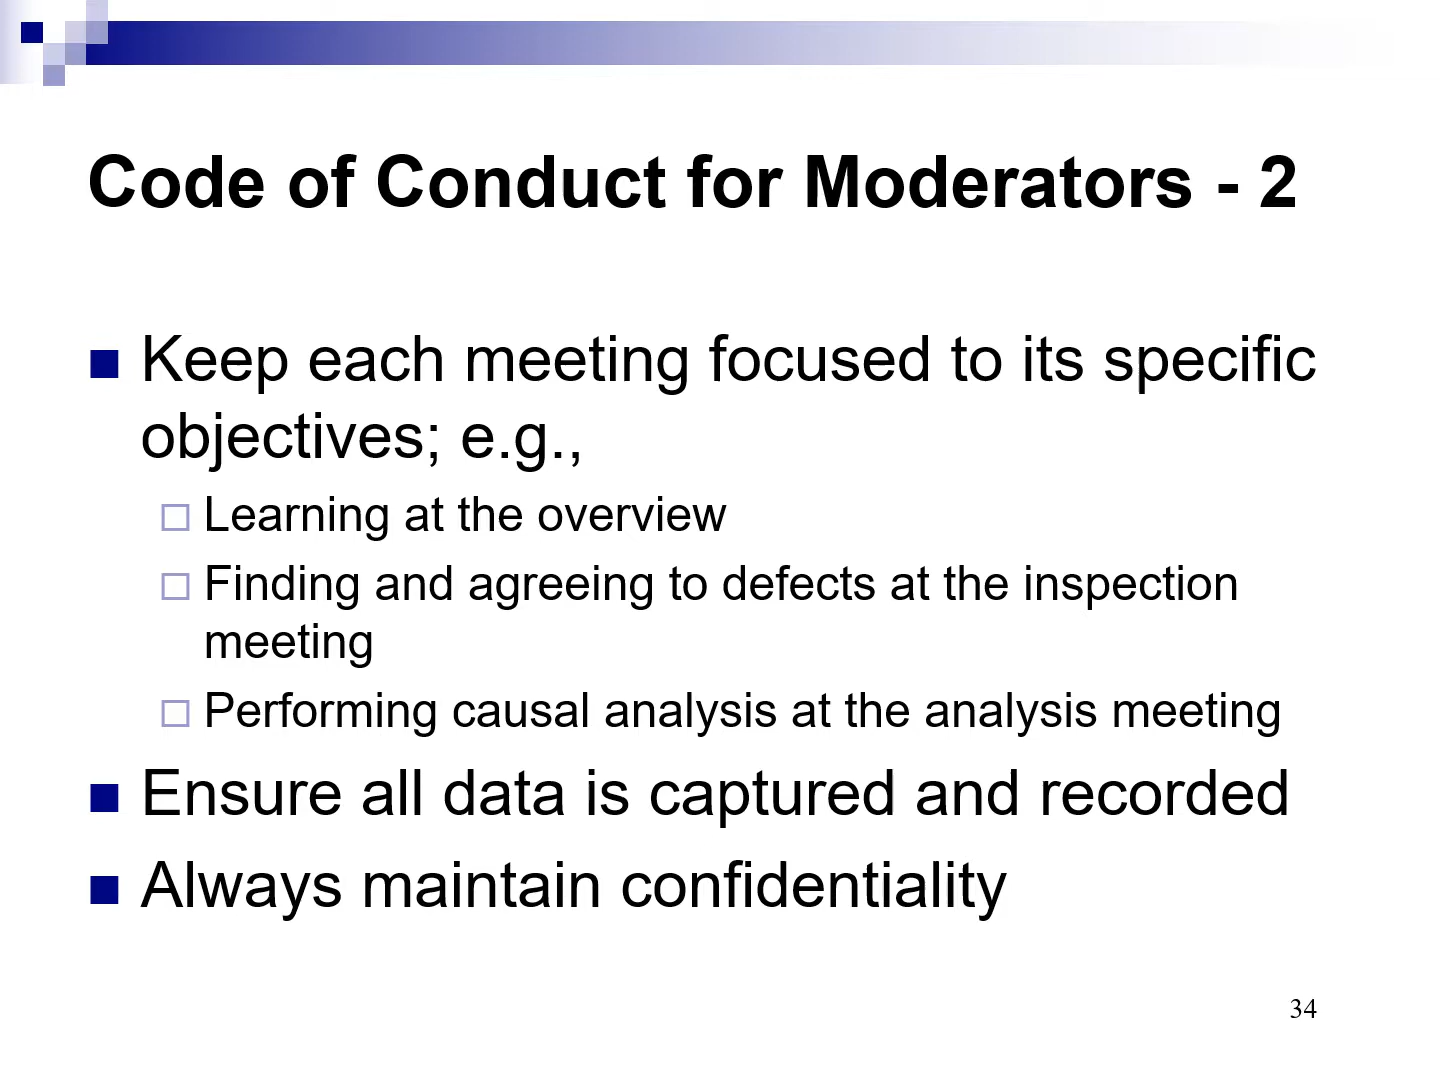 Code of Conduct for Moderators - 2
Keep each meeting focused to its specific
objectives; e.g.,
Learning at the overview
Finding and agreeing to defects at the inspection
meeting
Performing causal analysis at the analysis meeting
Ensure all data is captured and recorded
Always maintain confidentiality
34